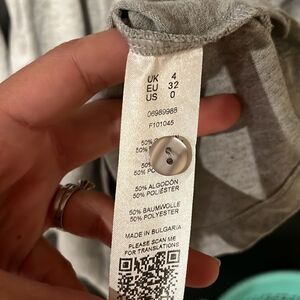 UK 4
EU 32
US 0
06989988
F101045
50%
50%
50%
50% PO
50% ALGODÓN
50% POLIÉSTER
50% BAUMWOLLE
50% POLYESTER
MADE IN BULGARIA
PLEASE SCAN ME
FOR TRANSLATIONS